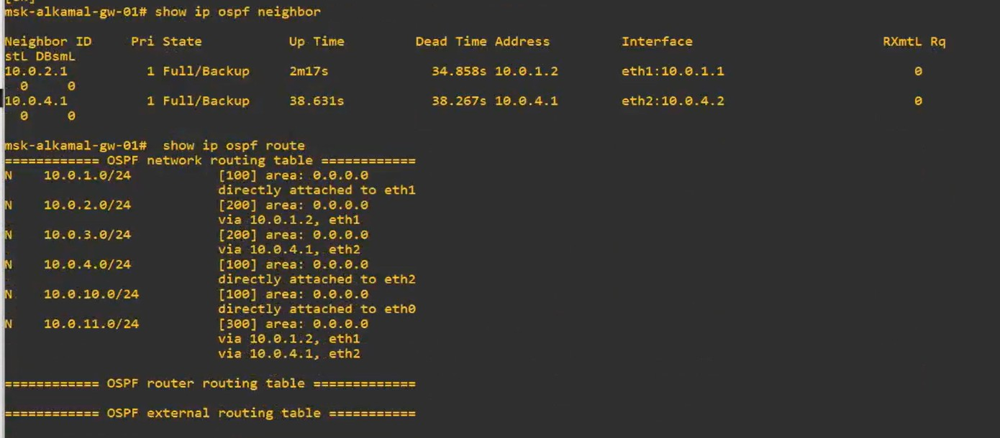 msk-alkamal-gw-01# show ip ospf neighbor
Neighbor ID     Pri State           Up Time         Dead Time Address         Interface                        RXmtL Rq
stL DBsmL
10.0.2.1          1 Full/Backup     2m17s             34.858s 10.0.1.2        eth1:10.0.1.1                        0
  0     0
10.0.4.1          1 Full/Backup     38.631s           38.267s 10.0.4.1        eth2:10.0.4.2                        0
  0     0
msk-alkamal-gw-01#  show ip ospf route
============ OSPF network routing table ============
N    10.0.1.0/24           [100] area: 0.0.0.0
                           directly attached to eth1
N    10.0.2.0/24           [200] area: 0.0.0.0
                           via 10.0.1.2, eth1
N    10.0.3.0/24           [200] area: 0.0.0.0
                           via 10.0.4.1, eth2
N    10.0.4.0/24           [100] area: 0.0.0.0
                           directly attached to eth2
N    10.0.10.0/24          [100] area: 0.0.0.0
                           directly attached to eth0
N    10.0.11.0/24          [300] area: 0.0.0.0
                           via 10.0.1.2, eth1
                           via 10.0.4.1, eth2
============ OSPF router routing table =============
============ OSPF external routing table ===========